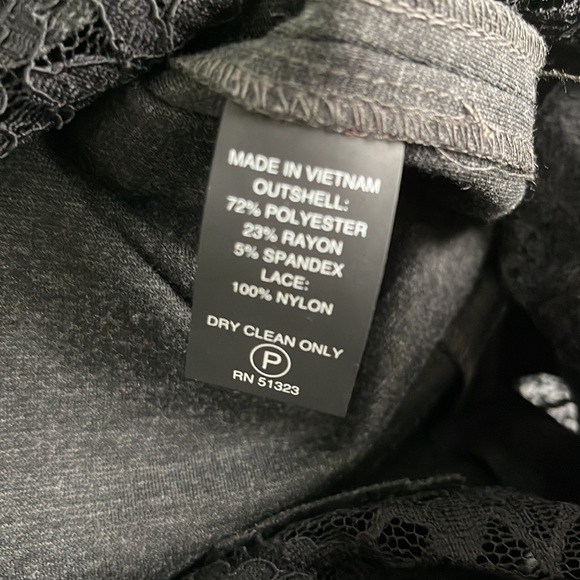 MADE IN VIETNAM
OUTSHELL:
72% POLYESTER
23% RAYON
5% SPANDEX
LACE:
100% NYLON
DRY CLEAN ONLY
P
RN 51323